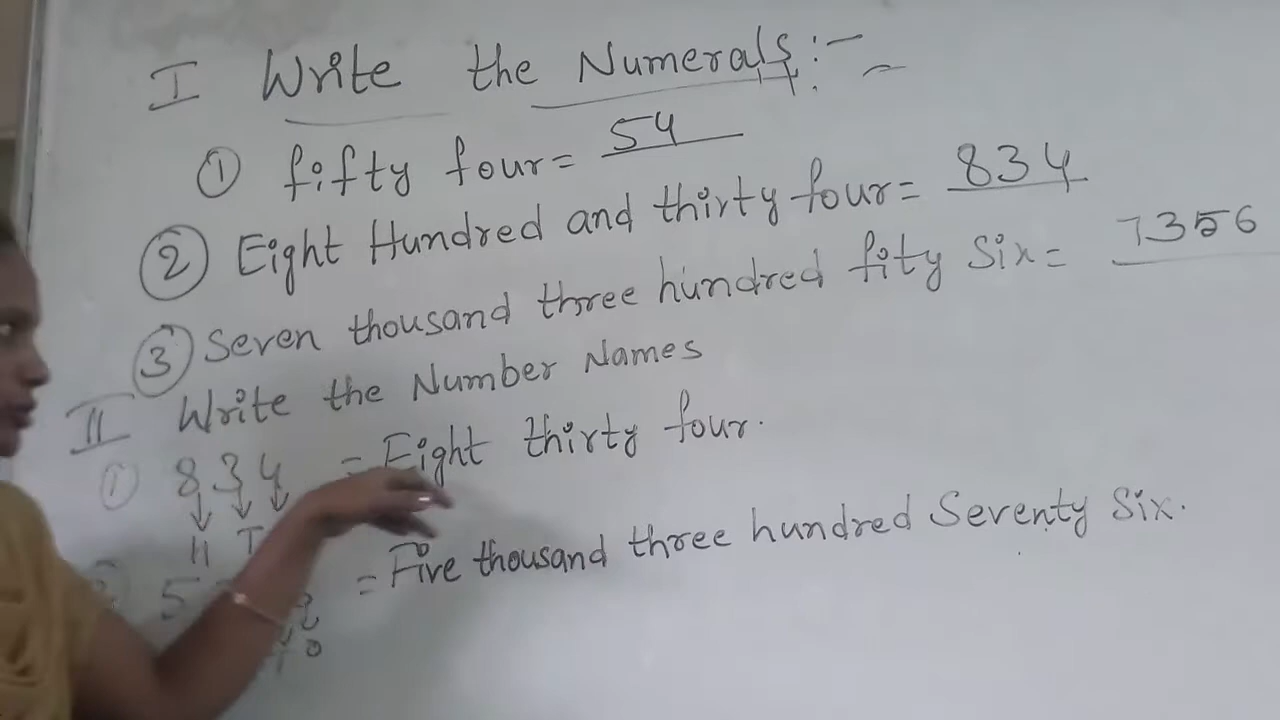 I Write the Numerals:-
① fifty four = 54
② Eight Hundred and thirty four = 834
③ Seven thousand three hundred fity Six = 7356
II Write the Number Names
① 834 = Eight thirty four.
H T
5 = Five thousand three hundred Seventy Six.